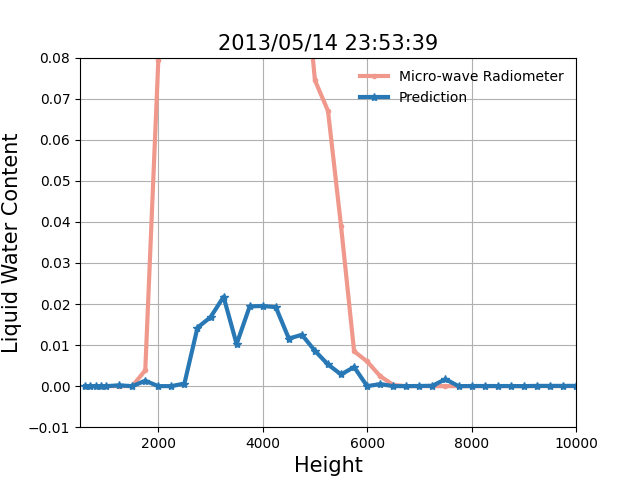 2013/05/14 23:53:39
Micro-wave Radiometer
Prediction
Liquid Water Content
0.08
0.07
0.06
0.05
0.04
0.03
0.02
0.01
0.00
−0.01
2000 4000 6000 8000 10000
Height